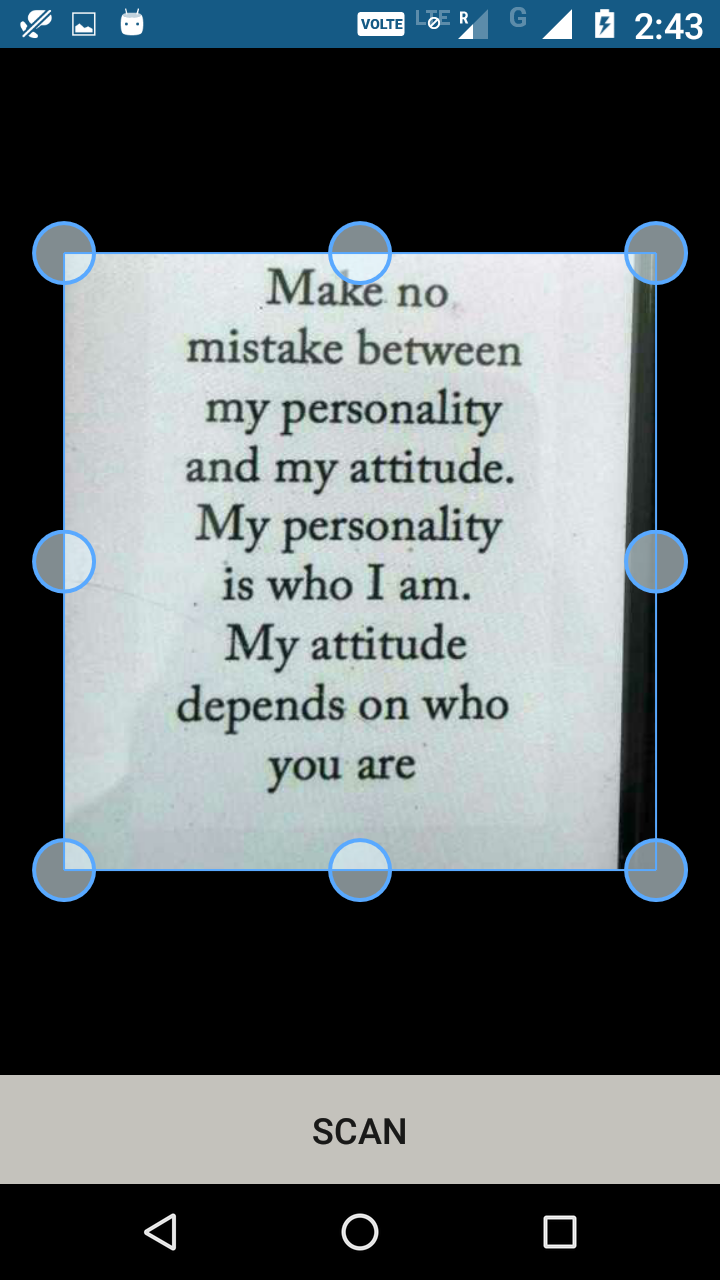 VOLTE LTE R G 2:43
Make no
mistake between
my personality
and my attitude.
My personality
is who I am.
My attitude
depends on who
you are
SCAN